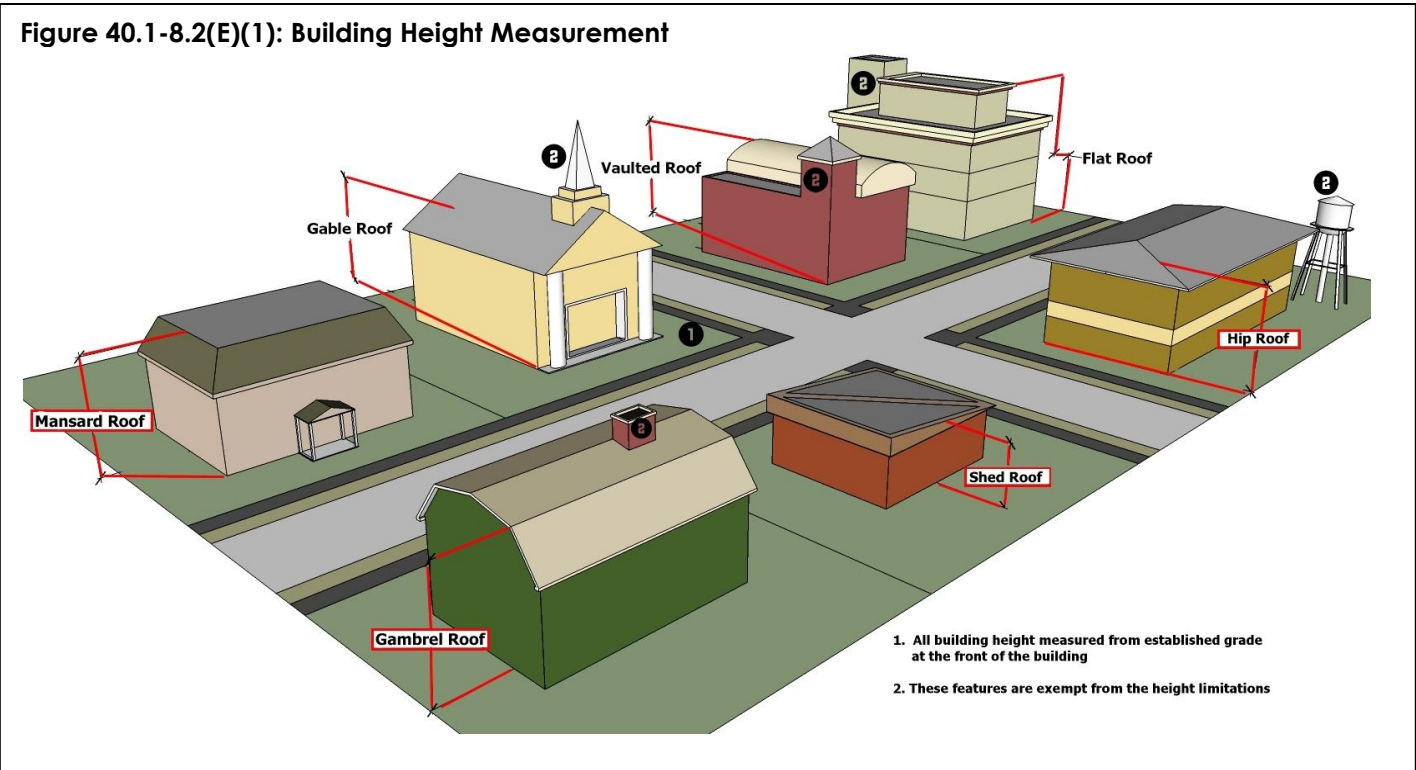 Figure 40.1-8.2(E)(1): Building Height Measurement
2
2
Vaulted Roof
Flat Roof
2
2
Gable Roof
1
Hip Roof
Mansard Roof
2
Shed Roof
Gambrel Roof
1. All building height measured from established grade
at the front of the building
2. These features are exempt from the height limitations